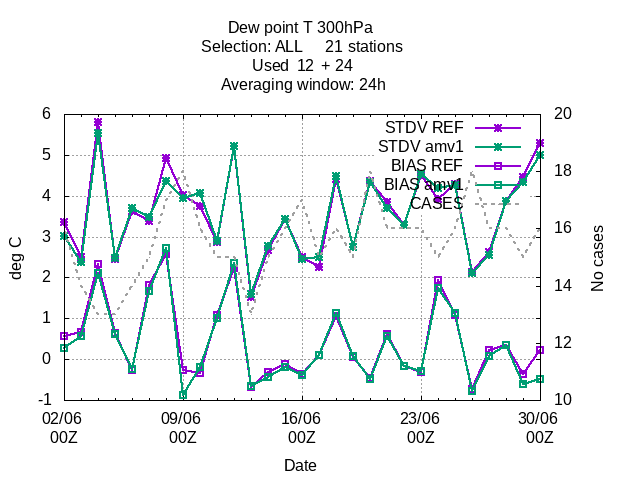 Dew point T 300hPa
Selection: ALL 21 stations
Used 12 + 24
Averaging window: 24h
6
5
4
3
2
1
0
-1
20
18
16
14
12
10
STDV REF
STDV amv1
BIAS REF
BIAS amv1
CASES
deg C
No cases
02/06 09/06 16/06 23/06 30/06
00Z 00Z 00Z 00Z 00Z
Date